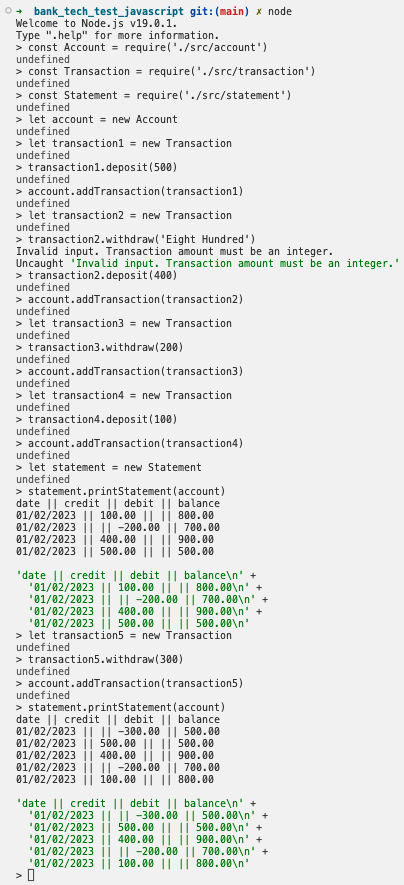 ➜  bank_tech_test_javascript git:(main) ✗ node
Welcome to Node.js v19.0.1.
Type ".help" for more information.
> const Account = require('./src/account')
undefined
> const Transaction = require('./src/transaction')
undefined
> const Statement = require('./src/statement')
undefined
> let account = new Account
undefined
> let transaction1 = new Transaction
undefined
> transaction1.deposit(500)
undefined
> account.addTransaction(transaction1)
undefined
> let transaction2 = new Transaction
undefined
> transaction2.withdraw('Eight Hundred')
Invalid input. Transaction amount must be an integer.
Uncaught 'Invalid input. Transaction amount must be an integer.'
> transaction2.deposit(400)
undefined
> account.addTransaction(transaction2)
undefined
> let transaction3 = new Transaction
undefined
> transaction3.withdraw(200)
undefined
> account.addTransaction(transaction3)
undefined
> let transaction4 = new Transaction
undefined
> transaction4.deposit(100)
undefined
> account.addTransaction(transaction4)
undefined
> let statement = new Statement
undefined
> statement.printStatement(account)
date || credit || debit || balance
01/02/2023 || 100.00 || || 800.00
01/02/2023 || || -200.00 || 700.00
01/02/2023 || 400.00 || || 900.00
01/02/2023 || 500.00 || || 500.00

'date || credit || debit || balance\n' +
  '01/02/2023 || 100.00 || || 800.00\n' +
  '01/02/2023 || || -200.00 || 700.00\n' +
  '01/02/2023 || 400.00 || || 900.00\n' +
  '01/02/2023 || 500.00 || || 500.00\n'
> let transaction5 = new Transaction
undefined
> transaction5.withdraw(300)
undefined
> account.addTransaction(transaction5)
undefined
> statement.printStatement(account)
date || credit || debit || balance
01/02/2023 || || -300.00 || 500.00
01/02/2023 || 500.00 || || 500.00
01/02/2023 || 400.00 || || 900.00
01/02/2023 || || -200.00 || 700.00
01/02/2023 || 100.00 || || 800.00

'date || credit || debit || balance\n' +
  '01/02/2023 || || -300.00 || 500.00\n' +
  '01/02/2023 || 500.00 || || 500.00\n' +
  '01/02/2023 || 400.00 || || 900.00\n' +
  '01/02/2023 || || -200.00 || 700.00\n' +
  '01/02/2023 || 100.00 || || 800.00\n'
>